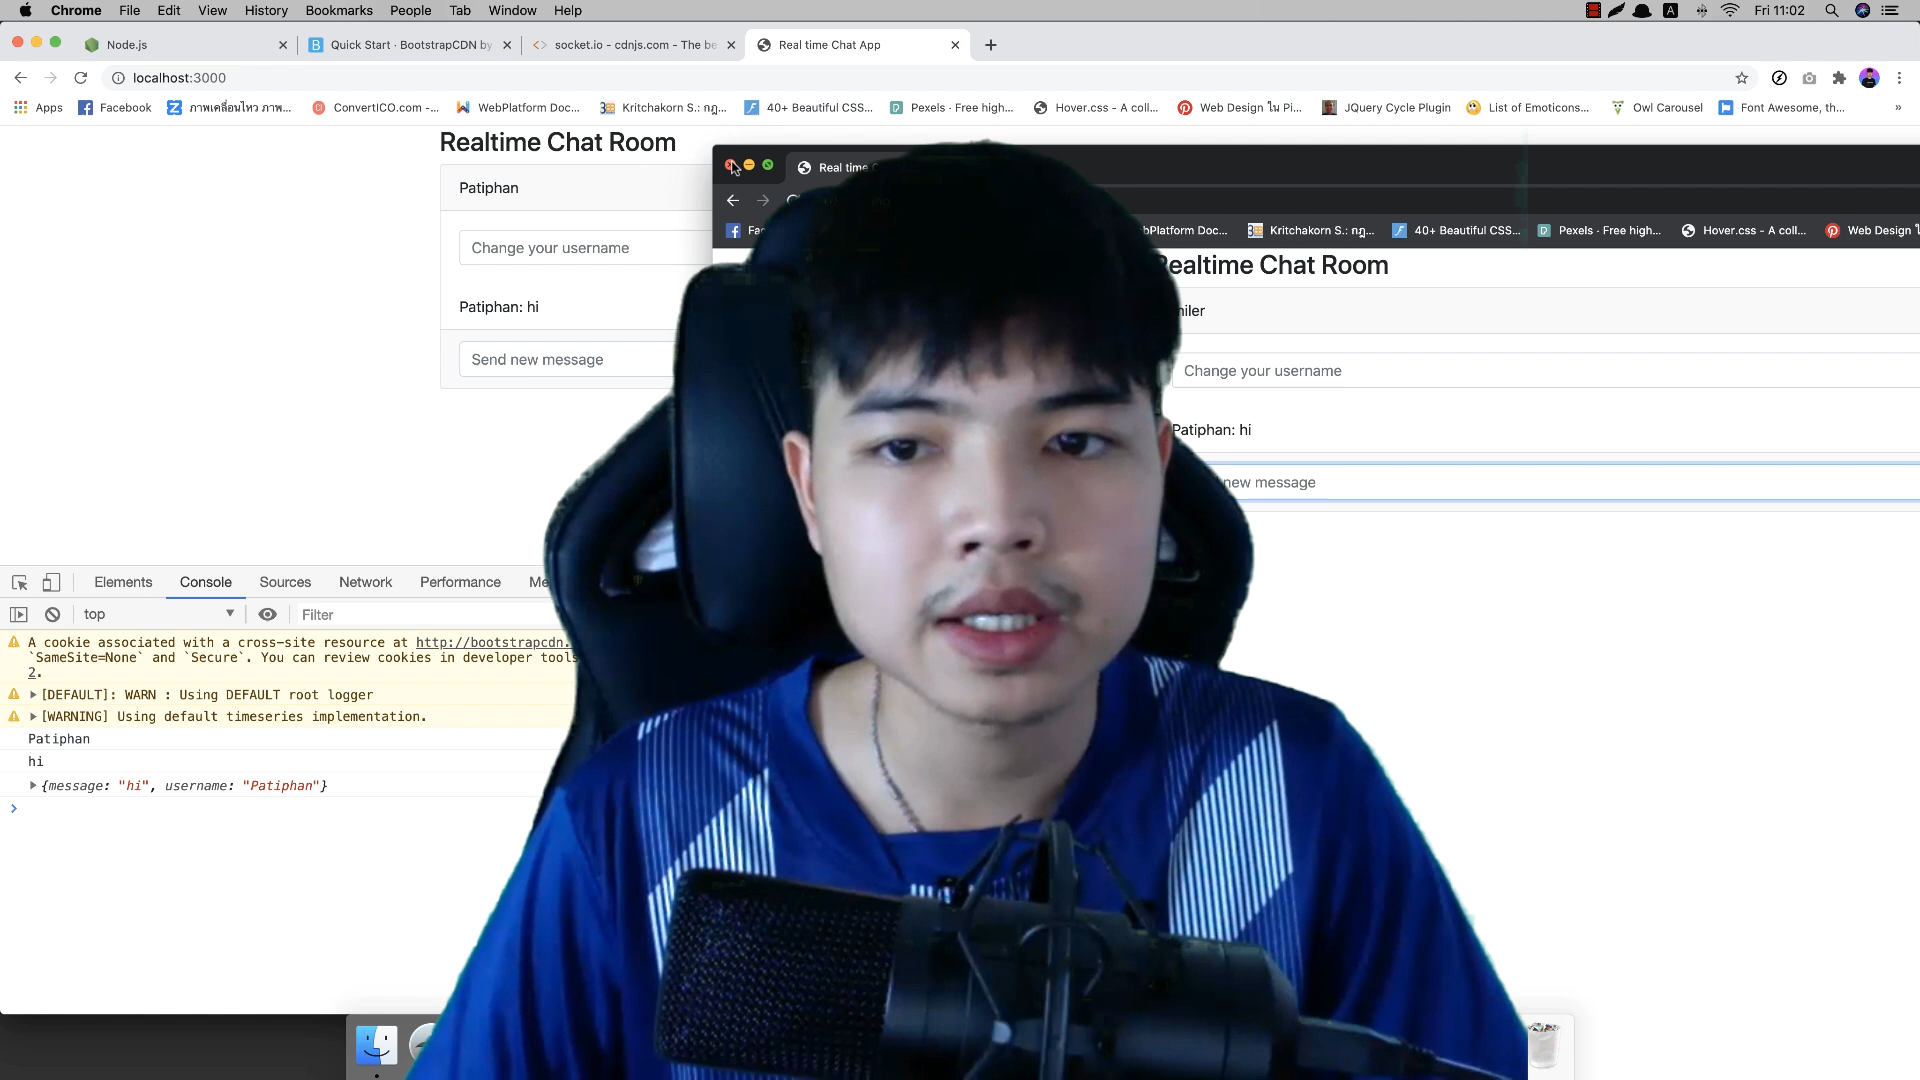 Chrome File Edit View History Bookmarks People Tab Window Help A Fri 11:02
Node.js
Quick Start · BootstrapCDN by
socket.io - cdnjs.com - The be
Real time Chat App
localhost:3000
Apps Facebook ภาพเคลื่อนไหว ภาพ... ConvertICO.com -... WebPlatform Doc... Kritchakorn S.: กฎ... 40+ Beautiful CSS... Pexels · Free high... Hover.css - A coll... Web Design ใน Pi... JQuery Cycle Plugin List of Emoticons... Owl Carousel Font Awesome, th... »
Realtime Chat Room
Patiphan
Change your username
Patiphan: hi
Send new message
Real time
Kritchakorn S.: กฎ... 40+ Beautiful CSS... Pexels · Free high... Hover.css - A coll... Web Design
Realtime Chat Room
Change your username
Patiphan: hi
new message
Elements Console Sources Network Performance
top Filter
A cookie associated with a cross-site resource at http://bootstrapcdn.
`SameSite=None` and `Secure`. You can review cookies in developer tools
2.
[DEFAULT]: WARN : Using DEFAULT root logger
[WARNING] Using default timeseries implementation.
Patiphan
hi
{message: "hi", username: "Patiphan"}